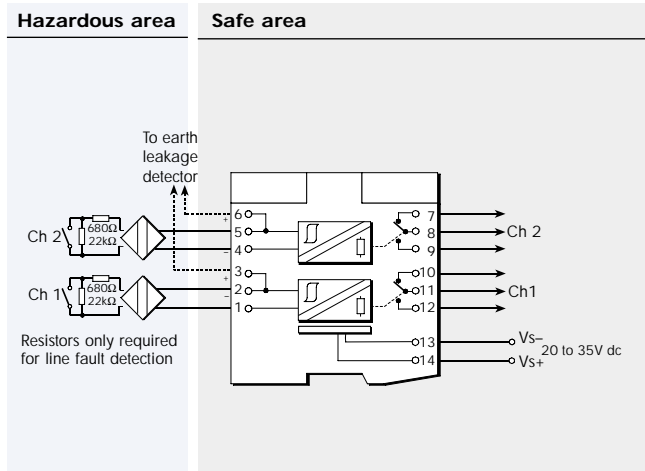 Hazardous area
Safe area
To earth
leakage
detector
+
6
5
–
4
3
+
2
–
1
Ch 2
680Ω
22kΩ
Ch 1
680Ω
22kΩ
7
8
9
Ch 2
10
11
12
Ch1
13
14
Vs–
Vs+
20 to 35V dc
Resistors only required
for line fault detection